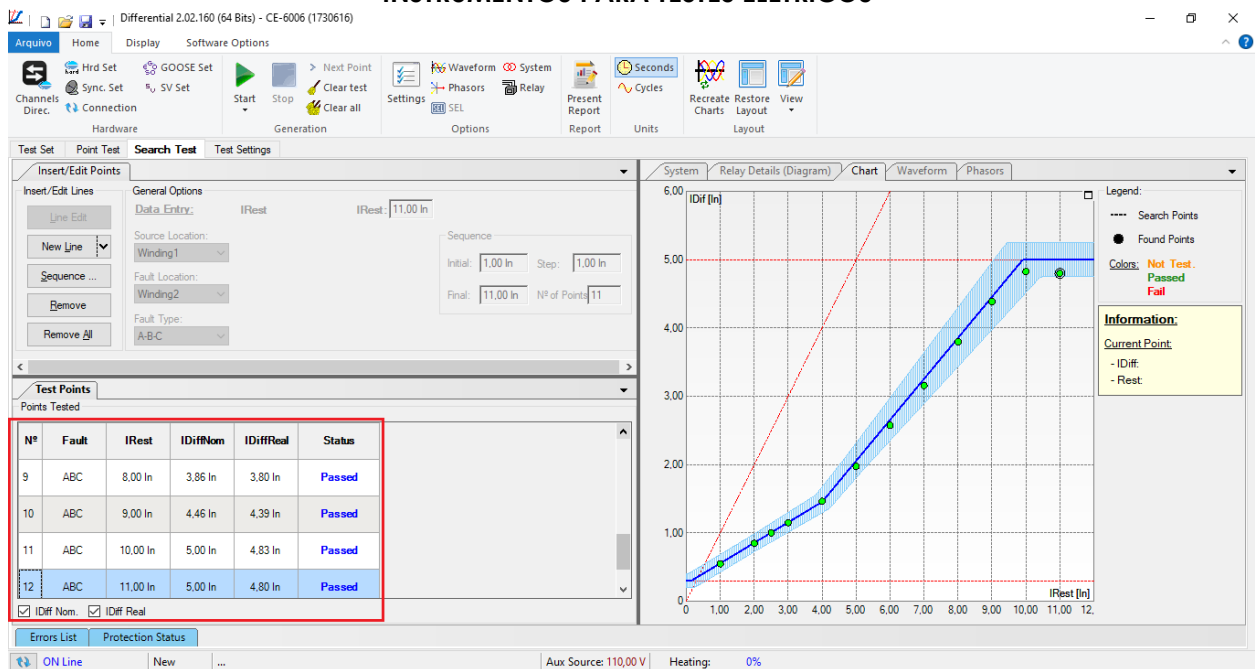 INSTRUMENTOS PARA TESTES ELÉTRICOS
Differential 2.02.160 (64 Bits) - CE-6006 (1730616)
Arquivo Home Display Software Options
Channels Direc.
Hrd Set
Sync. Set
Connection
GOOSE Set
SV Set
Hardware
Start
Stop
Next Point
Clear test
Clear all
Generation
Settings
Waveform
Phasors
SEL
System
Relay
Options
Present Report
Report
Seconds
Cycles
Units
Recreate Charts
Restore Layout
View
Layout
Test Set Point Test Search Test Test Settings
Insert/Edit Points
Insert/Edit Lines
Line Edit
New Line
Sequence ...
Remove
Remove All
General Options
Data Entry: IRest IRest: 11,00 In
Source Location:
Winding1
Fault Location:
Winding2
Fault Type:
A-B-C
Sequence
Initial: 1,00 In Step: 1,00 In
Final: 11,00 In Nº of Points 11
Test Points
Points Tested
Nº Fault IRest IDiffNom IDiffReal Status
9 ABC 8,00 In 3,86 In 3,80 In Passed
10 ABC 9,00 In 4,46 In 4,39 In Passed
11 ABC 10,00 In 5,00 In 4,83 In Passed
12 ABC 11,00 In 5,00 In 4,80 In Passed
IDiff Nom. IDiff Real
System Relay Details (Diagram) Chart Waveform Phasors
IDif [In]
6,00
5,00
4,00
3,00
2,00
1,00
0
0 1,00 2,00 3,00 4,00 5,00 6,00 7,00 8,00 9,00 10,00 11,00 12,
IRest [In]
Legend:
Search Points
Found Points
Colors: Not Test.
Passed
Fail
Information:
Current Point:
- IDiff:
- Rest:
Errors List Protection Status
ON Line New ... Aux Source: 110,00 V Heating: 0%